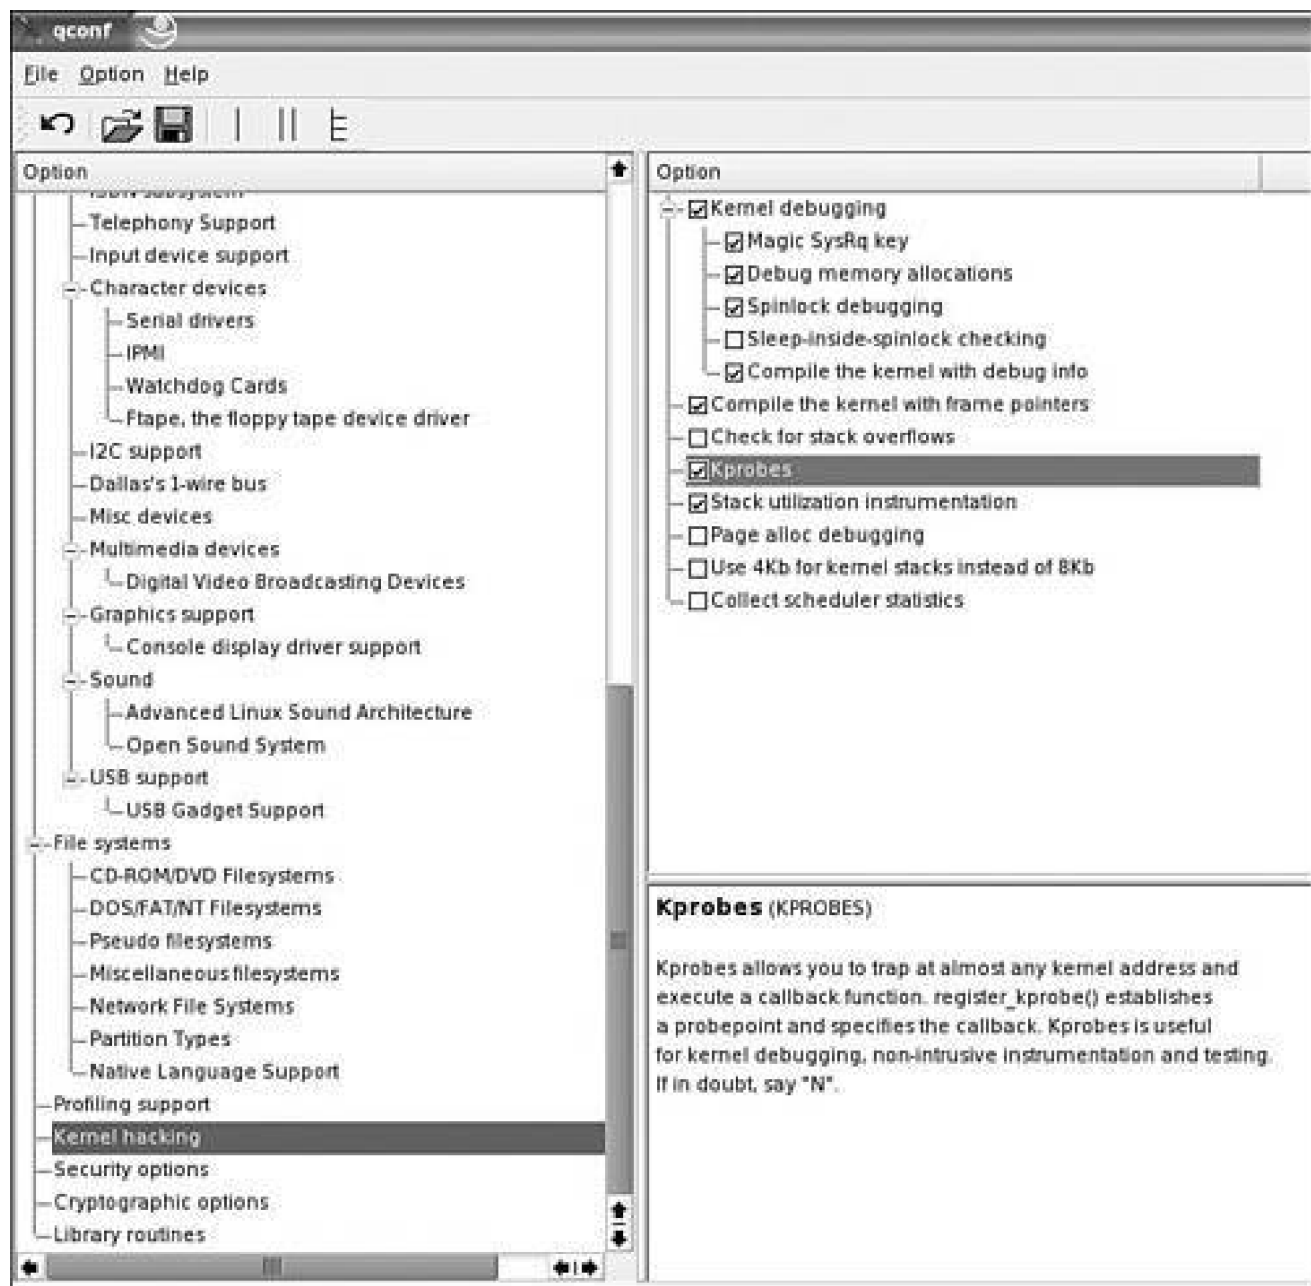 qconf
File Option Help
Option
Telephony Support
Input device support
Character devices
Serial drivers
IPMI
Watchdog Cards
Ftape, the floppy tape device driver
I2C support
Dallas's 1-wire bus
Misc devices
Multimedia devices
Digital Video Broadcasting Devices
Graphics support
Console display driver support
Sound
Advanced Linux Sound Architecture
Open Sound System
USB support
USB Gadget Support
File systems
CD-ROM/DVD Filesystems
DOS/FAT/NT Filesystems
Pseudo filesystems
Miscellaneous filesystems
Network File Systems
Partition Types
Native Language Support
Profiling support
Kernel hacking
Security options
Cryptographic options
Library routines
Option
Kernel debugging
Magic SysRq key
Debug memory allocations
Spinlock debugging
Sleep-inside-spinlock checking
Compile the kernel with debug info
Compile the kernel with frame pointers
Check for stack overflows
Kprobes
Stack utilization instrumentation
Page alloc debugging
Use 4Kb for kernel stacks instead of 8Kb
Collect scheduler statistics
Kprobes (KPROBES)
Kprobes allows you to trap at almost any kernel address and
execute a callback function. register_kprobe() establishes
a probepoint and specifies the callback. Kprobes is useful
for kernel debugging, non-intrusive instrumentation and testing.
If in doubt, say "N".